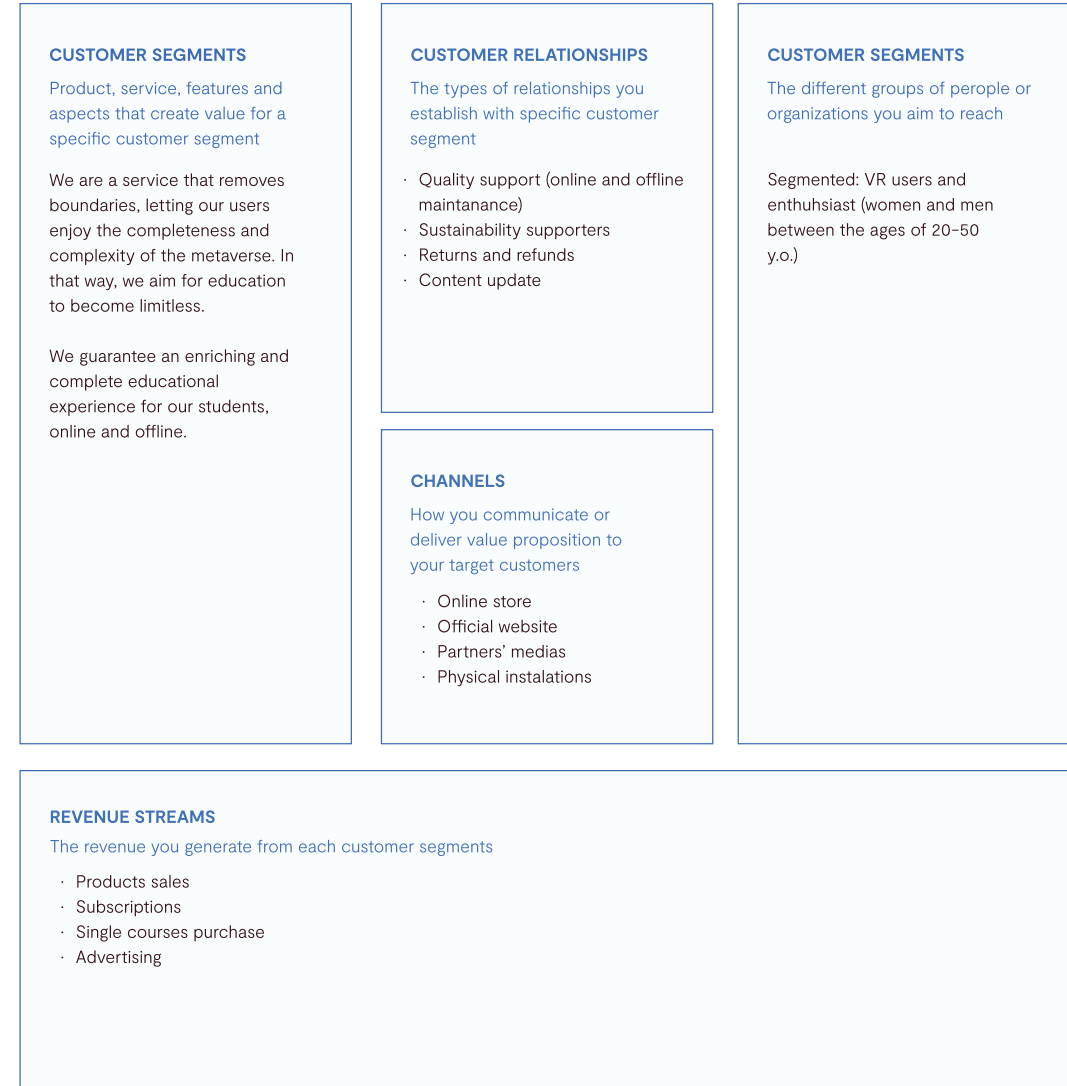 CUSTOMER SEGMENTS
Product, service, features and
aspects that create value for a
specific customer segment
We are a service that removes
boundaries, letting our users
enjoy the completeness and
complexity of the metaverse. In
that way, we aim for education
to become limitless.
We guarantee an enriching and
complete educational
experience for our students,
online and offline.
CUSTOMER RELATIONSHIPS
The types of relationships you
establish with specific customer
segment
· Quality support (online and offline
maintanance)
· Sustainability supporters
· Returns and refunds
· Content update
CHANNELS
How you communicate or
deliver value proposition to
your target customers
· Online store
· Official website
· Partners’ medias
· Physical instalations
CUSTOMER SEGMENTS
The different groups of perople or
organizations you aim to reach
Segmented: VR users and
enthuhsiast (women and men
between the ages of 20-50
y.o.)
REVENUE STREAMS
The revenue you generate from each customer segments
· Products sales
· Subscriptions
· Single courses purchase
· Advertising